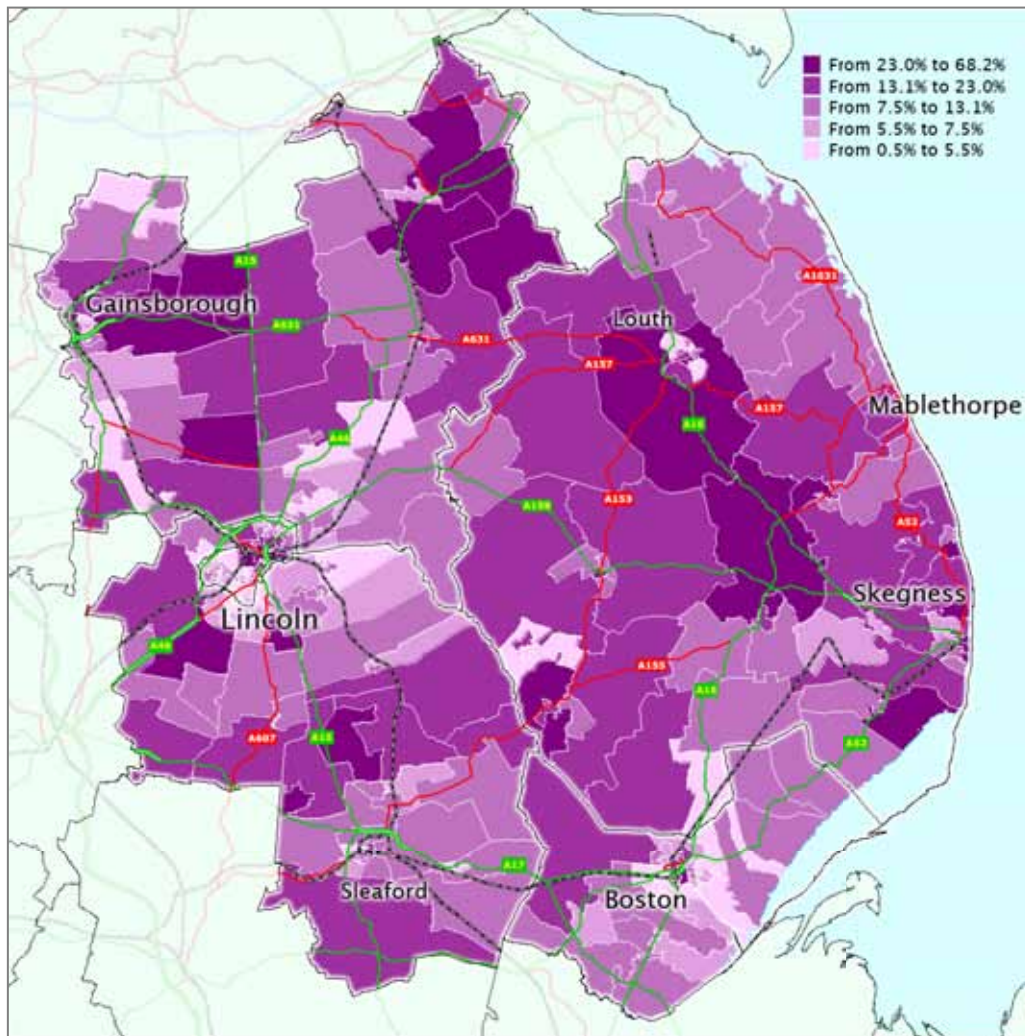 From 23.0% to 68.2%
From 13.1% to 23.0%
From 7.5% to 13.1%
From 5.5% to 7.5%
From 0.5% to 5.5%
A15
A1031
Gainsborough
A631
Louth
A631
A157
Mablethorpe
A157
A16
A46
A153
A158
A52
Skegness
Lincoln
A46
A155
A16
A607
A15
A52
A17
Sleaford
Boston